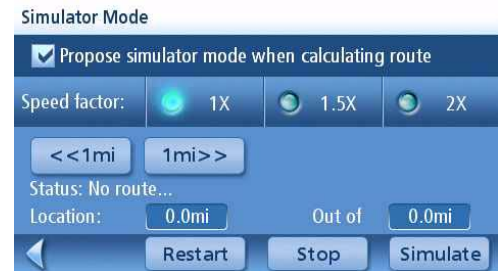 Simulator Mode
Propose simulator mode when calculating route
Speed factor: 1X 1.5X 2X
<<1mi 1mi>>
Status: No route...
Location: 0.0mi Out of 0.0mi
Restart Stop Simulate